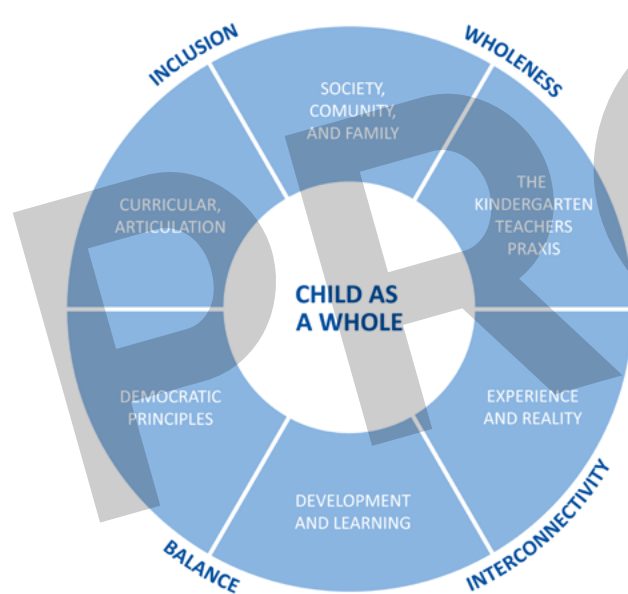 INCLUSION
WHOLENESS
SOCIETY,
COMUNITY,
AND FAMILY
THE
KINDERGARTEN
TEACHERS
PRAXIS
CURRICULAR,
ARTICULATION
CHILD AS
A WHOLE
DEMOCRATIC
PRINCIPLES
EXPERIENCE
AND REALITY
DEVELOPMENT
AND LEARNING
BALANCE
INTERCONNECTIVITY
PR